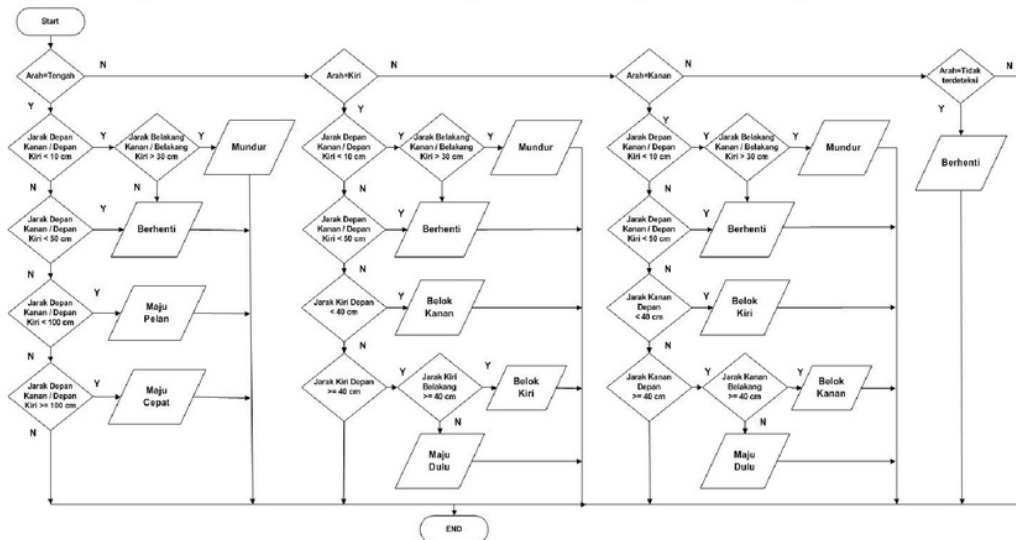 Start
Arah=Tengah
N
Arah=Kiri
N
Arah=Kanan
N
Arah=Tidak
terdeteksi
N
Y
Y
Y
Y
Jarak Depan
Kanan / Depan
Kiri < 10 cm
Y
Jarak Belakang
Kanan / Belakang
Kiri > 30 cm
Y
Mundur
Jarak Depan
Kanan / Depan
Kiri < 10 cm
Y
Jarak Belakang
Kanan / Belakang
Kiri > 30 cm
Y
Mundur
Jarak Depan
Kanan / Depan
Kiri < 10 cm
Y
Jarak Belakang
Kanan / Belakang
Kiri > 30 cm
Y
Mundur
Berhenti
N
N
N
N
N
N
Jarak Depan
Kanan / Depan
Kiri < 50 cm
Y
Berhenti
Jarak Depan
Kanan / Depan
Kiri < 50 cm
Y
Berhenti
Jarak Depan
Kanan / Depan
Kiri < 50 cm
Y
Berhenti
N
N
N
Jarak Depan
Kanan / Depan
Kiri < 100 cm
Y
Maju
Pelan
Jarak Kiri Depan
< 40 cm
Y
Belok
Kanan
Jarak Kanan
Depan
< 40 cm
Y
Belok
Kiri
N
N
N
Jarak Depan
Kanan / Depan
Kiri >= 100 cm
Y
Maju
Cepat
Jarak Kiri Depan
>= 40 cm
Y
Jarak Kiri
Belakang
>= 40 cm
Y
Belok
Kiri
Jarak Kanan
Depan
>= 40 cm
Y
Jarak Kanan
Belakang
>= 40 cm
Y
Belok
Kanan
N
N
N
Maju
Dulu
Maju
Dulu
END